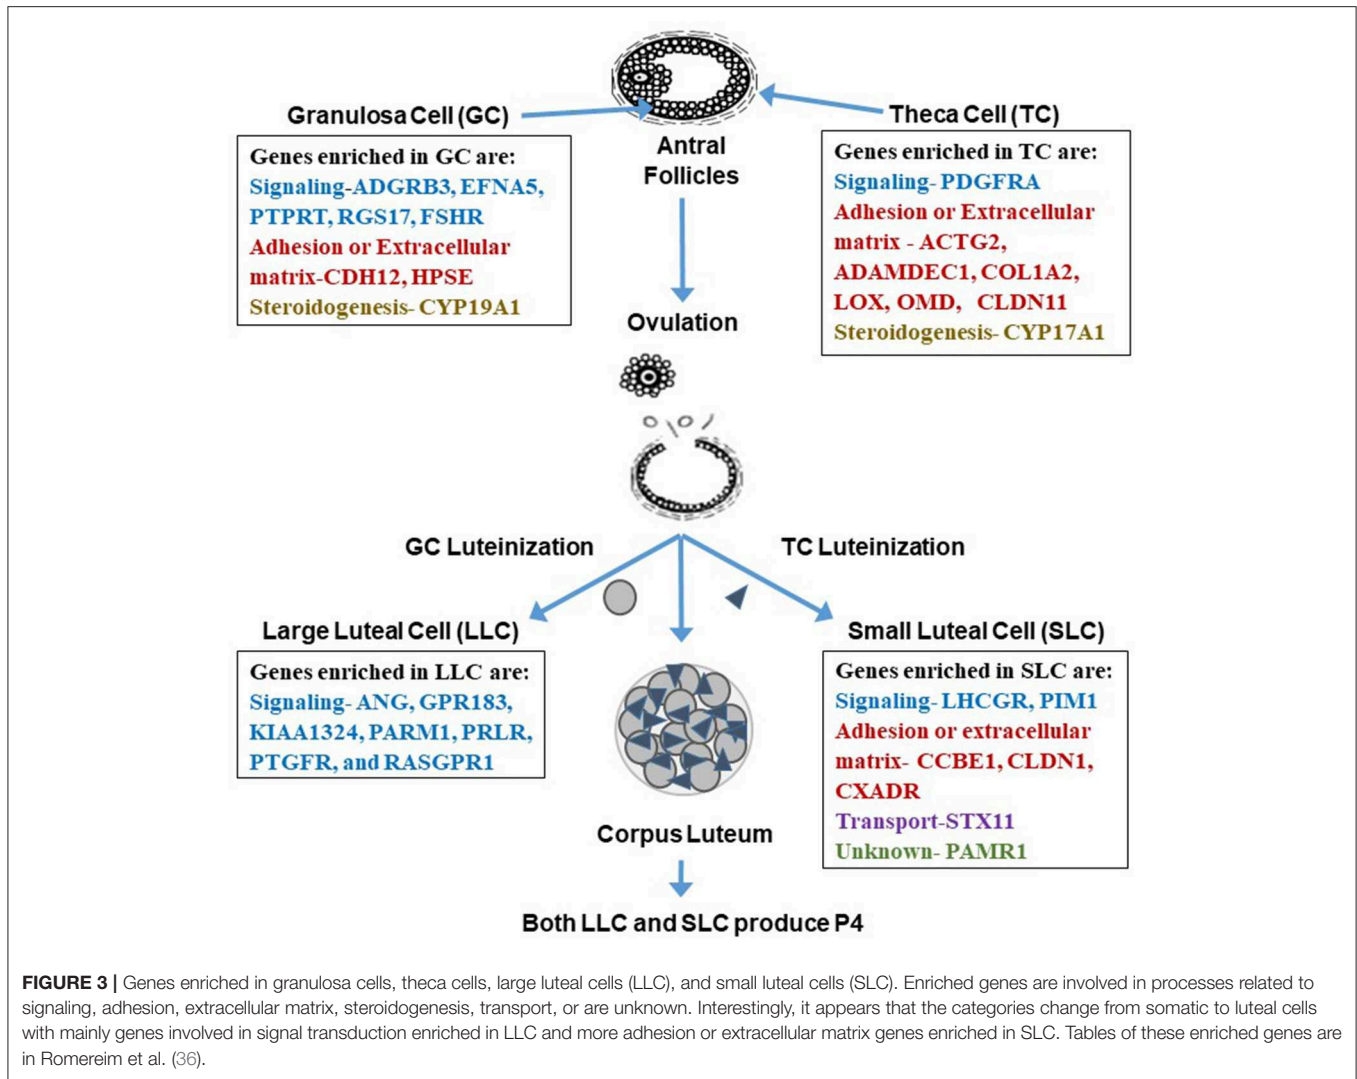 Granulosa Cell (GC)
Genes enriched in GC are:
Signaling-ADGRB3, EFNA5,
PTPRT, RGS17, FSHR
Adhesion or Extracellular
matrix-CDH12, HPSE
Steroidogenesis- CYP19A1
Antral
Follicles
Theca Cell (TC)
Genes enriched in TC are:
Signaling- PDGFRA
Adhesion or Extracellular
matrix - ACTG2,
ADAMDEC1, COL1A2,
LOX, OMD, CLDN11
Steroidogenesis- CYP17A1
Ovulation
GC Luteinization
TC Luteinization
Large Luteal Cell (LLC)
Genes enriched in LLC are:
Signaling- ANG, GPR183,
KIAA1324, PARM1, PRLR,
PTGFR, and RASGPR1
Small Luteal Cell (SLC)
Genes enriched in SLC are:
Signaling- LHCGR, PIM1
Adhesion or extracellular
matrix- CCBE1, CLDN1,
CXADR
Transport-STX11
Unknown- PAMR1
Corpus Luteum
Both LLC and SLC produce P4
FIGURE 3 | Genes enriched in granulosa cells, theca cells, large luteal cells (LLC), and small luteal cells (SLC). Enriched genes are involved in processes related to
signaling, adhesion, extracellular matrix, steroidogenesis, transport, or are unknown. Interestingly, it appears that the categories change from somatic to luteal cells
with mainly genes involved in signal transduction enriched in LLC and more adhesion or extracellular matrix genes enriched in SLC. Tables of these enriched genes are
in Romereim et al. (36).